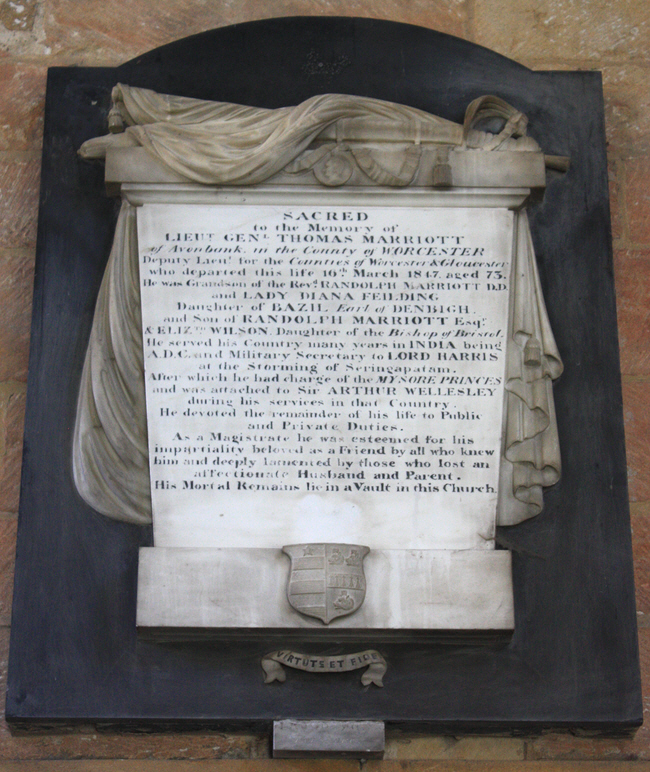 SACRED
to the Memory of
LIEUT. GENL. THOMAS MARRIOTT
of Avonbank, in the County of WORCESTER
Deputy Lieut. for the Counties of Worcester & Gloucester
who departed this life 16th March 1847, aged 75.
He was Grandson of the Revd. RANDOLPH MARRIOTT D.D.
and LADY DIANA FEILDING
Daughter of BAZIL Earl of DENBIGH.
and Son of RANDOLPH MARRIOTT Esqr.
& ELIZth. WILSON, Daughter of the Bishop of Bristol.
He served his Country many years in INDIA being
A.D.C. and Military Secretary to LORD HARRIS
at the Storming of Seringapatam.
After which he had charge of the MYSORE PRINCES
and was attached to Sir ARTHUR WELLESLEY
during his services in that Country.
He devoted the remainder of his life to Public
and Private Duties.
As a Magistrate he was esteemed for his
impartiality beloved as a Friend by all who knew
him and deeply lamented by those who lost an
affectionate Husband and Parent.
His Mortal Remains lie in a Vault in this Church.
VIRTUTE ET FIDE